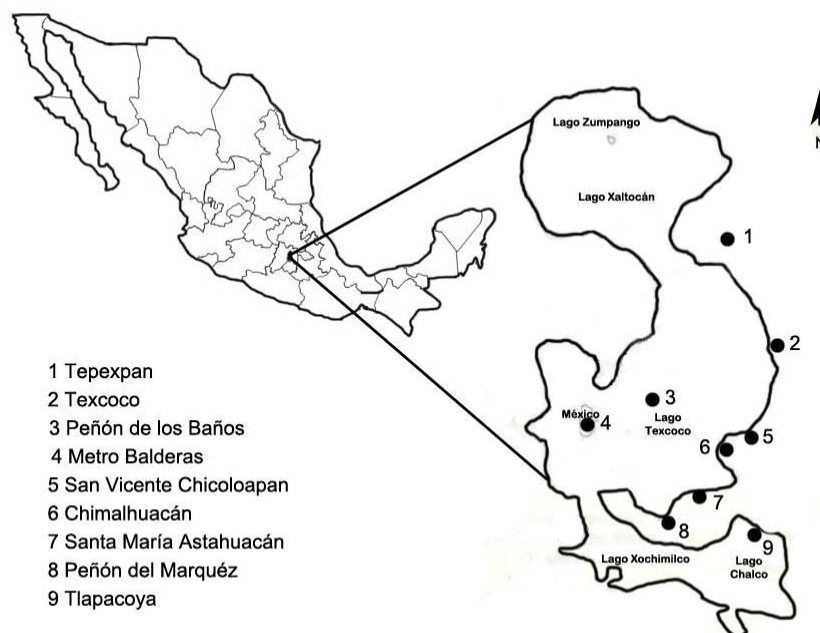 Lago Zumpango
N
Lago Xaltocán
1
2
3
México
4
Lago
Texcoco
5
6
7
8
9
Lago Xochimilco
Lago
Chalco
1 Tepexpan
2 Texcoco
3 Peñón de los Baños
4 Metro Balderas
5 San Vicente Chicoloapan
6 Chimalhuacán
7 Santa María Astahuacán
8 Peñón del Marquéz
9 Tlapacoya